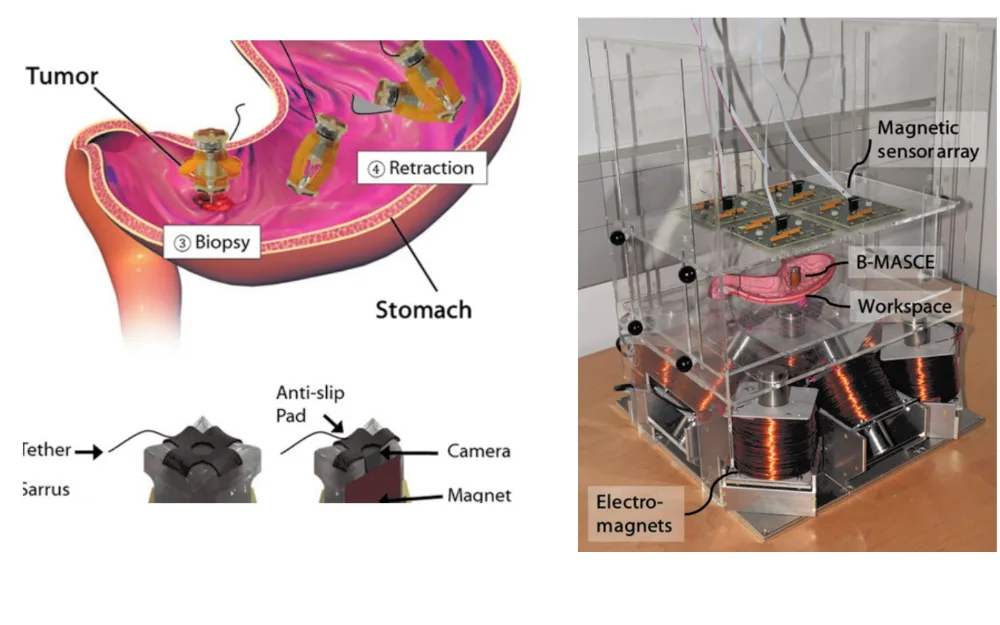 Tumor
④ Retraction
③ Biopsy
Stomach
Anti-slip
Pad
Tether
Camera
Sarrus
Magnet
Magnetic
sensor array
B-MASCE
Workspace
Electro-
magnets